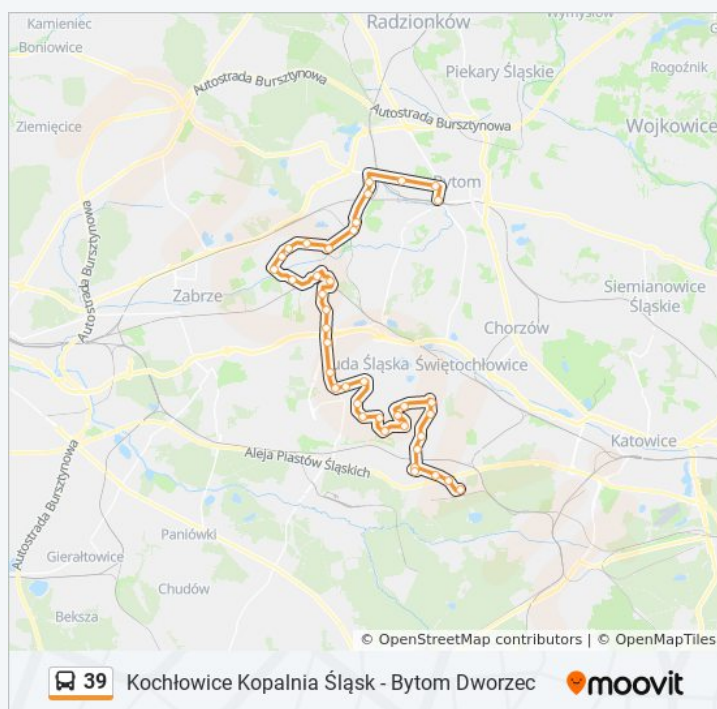 Kamieniec
Radzionków
Wymysłów
Boniowice
Piekary Śląskie
Rogoźnik
Autostrada Bursztynowa
Autostrada Bursztynowa
Ziemięcice
Wojkowice
Bytom
Autostrada Bursztynowa
Zabrze
Siemianowice
Śląskie
Chorzów
uda Śląska
Świętochłowice
Katowice
Aleja Piastów Śląskich
Autostrada Bursztynowa
Paniówki
Gierałtowice
Chudów
Beksza
© OpenStreetMap contributors | © OpenMapTiles
39 Kochłowice Kopalnia Śląsk - Bytom Dworzec moovit